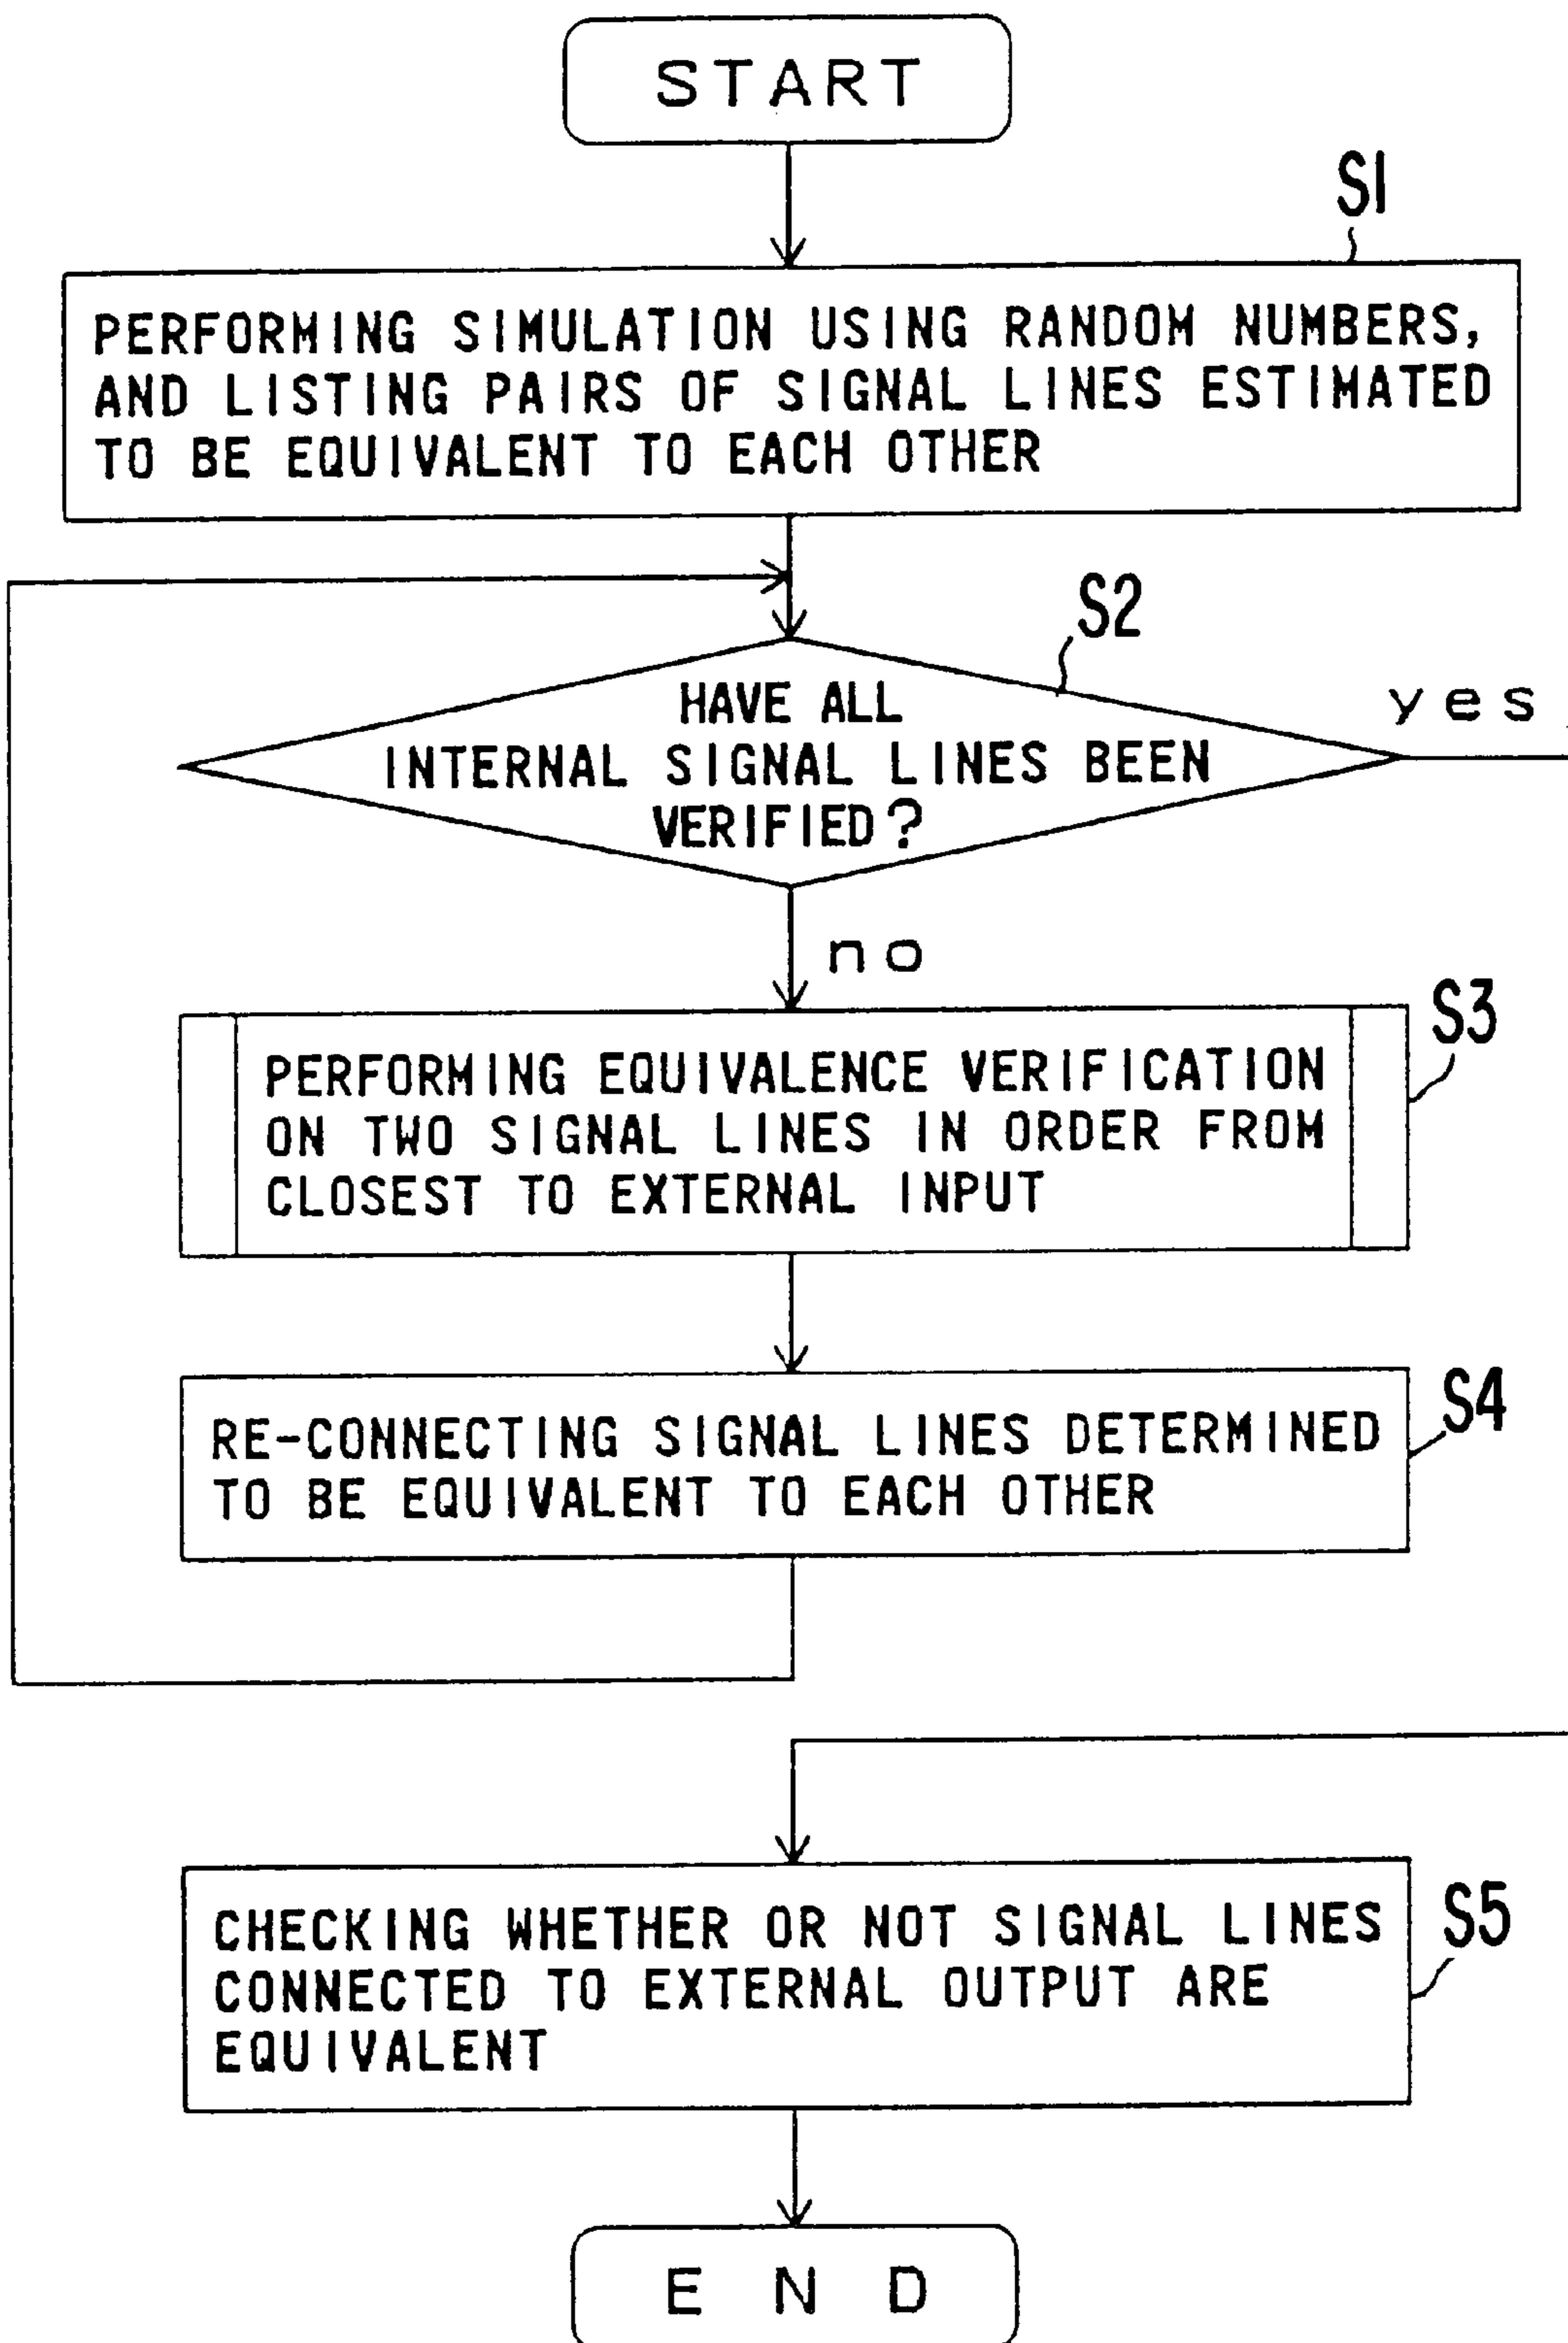 START
S1
PERFORMING SIMULATION USING RANDOM NUMBERS,
AND LISTING PAIRS OF SIGNAL LINES ESTIMATED
TO BE EQUIVALENT TO EACH OTHER
S2
HAVE ALL
INTERNAL SIGNAL LINES BEEN
VERIFIED?
yes
no
S3
PERFORMING EQUIVALENCE VERIFICATION
ON TWO SIGNAL LINES IN ORDER FROM
CLOSEST TO EXTERNAL INPUT
S4
RE-CONNECTING SIGNAL LINES DETERMINED
TO BE EQUIVALENT TO EACH OTHER
S5
CHECKING WHETHER OR NOT SIGNAL LINES
CONNECTED TO EXTERNAL OUTPUT ARE
EQUIVALENT
END